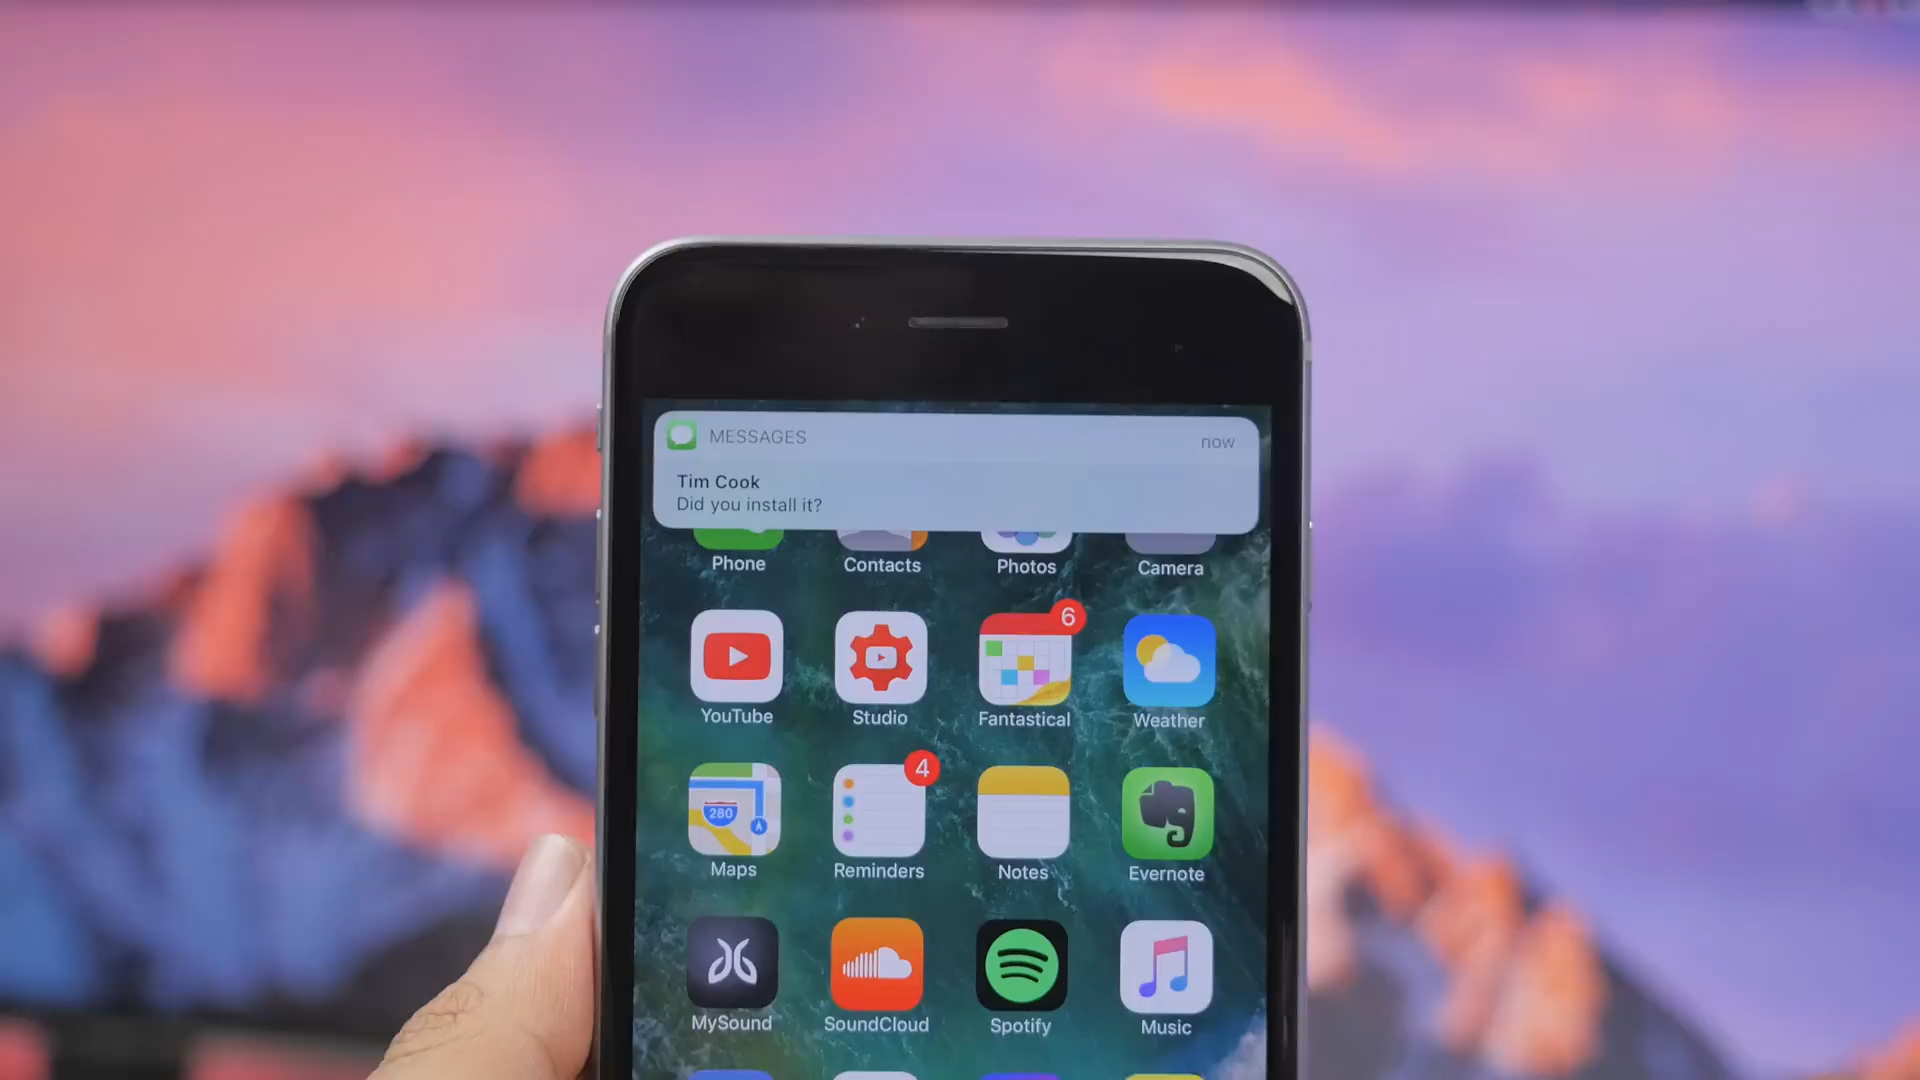 MESSAGES now
Tim Cook
Did you install it?
Phone Contacts Photos Camera
6
YouTube Studio Fantastical Weather
4
280
Maps Reminders Notes Evernote
MySound SoundCloud Spotify Music